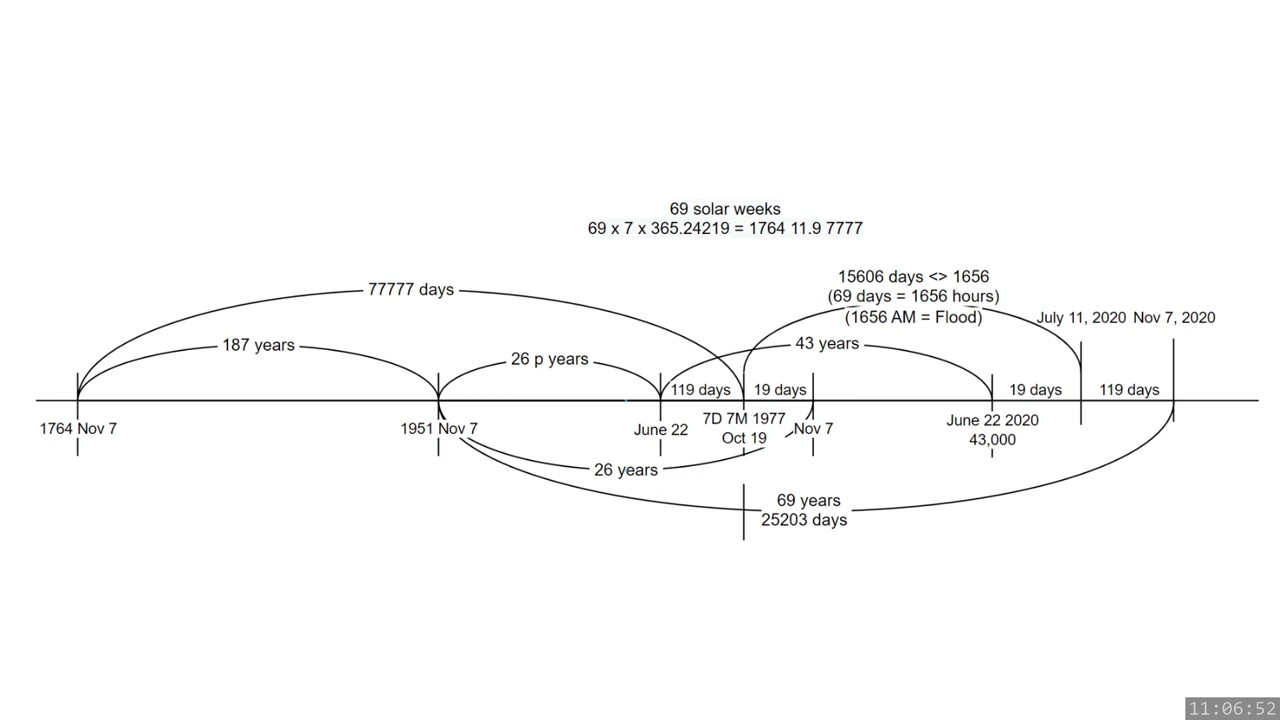 69 solar weeks
69 x 7 x 365.24219 = 1764 11.9 7777
15606 days <> 1656
(69 days = 1656 hours)
(1656 AM = Flood)
July 11, 2020
Nov 7, 2020
77777 days
187 years
26 p years
43 years
119 days
19 days
19 days
119 days
1764 Nov 7
1951 Nov 7
June 22
7D 7M 1977
Oct 19
Nov 7
June 22 2020
43,000
26 years
69 years
25203 days
11:06:52